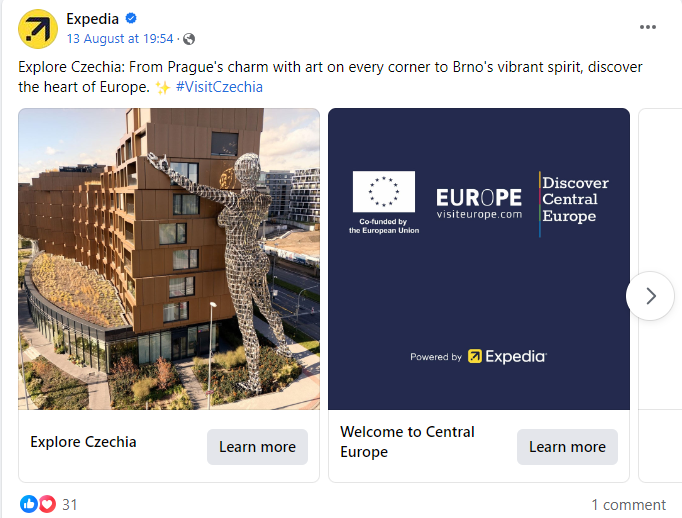 Expedia
13 August at 19:54 ·
Explore Czechia: From Prague's charm with art on every corner to Brno's vibrant spirit, discover
the heart of Europe. ✨ #VisitCzechia
Co-funded by
the European Union
EUROPE
visiteurope.com
Discover
Central
Europe
Powered by Expedia
Explore Czechia
Learn more
Welcome to Central
Europe
Learn more
31
1 comment